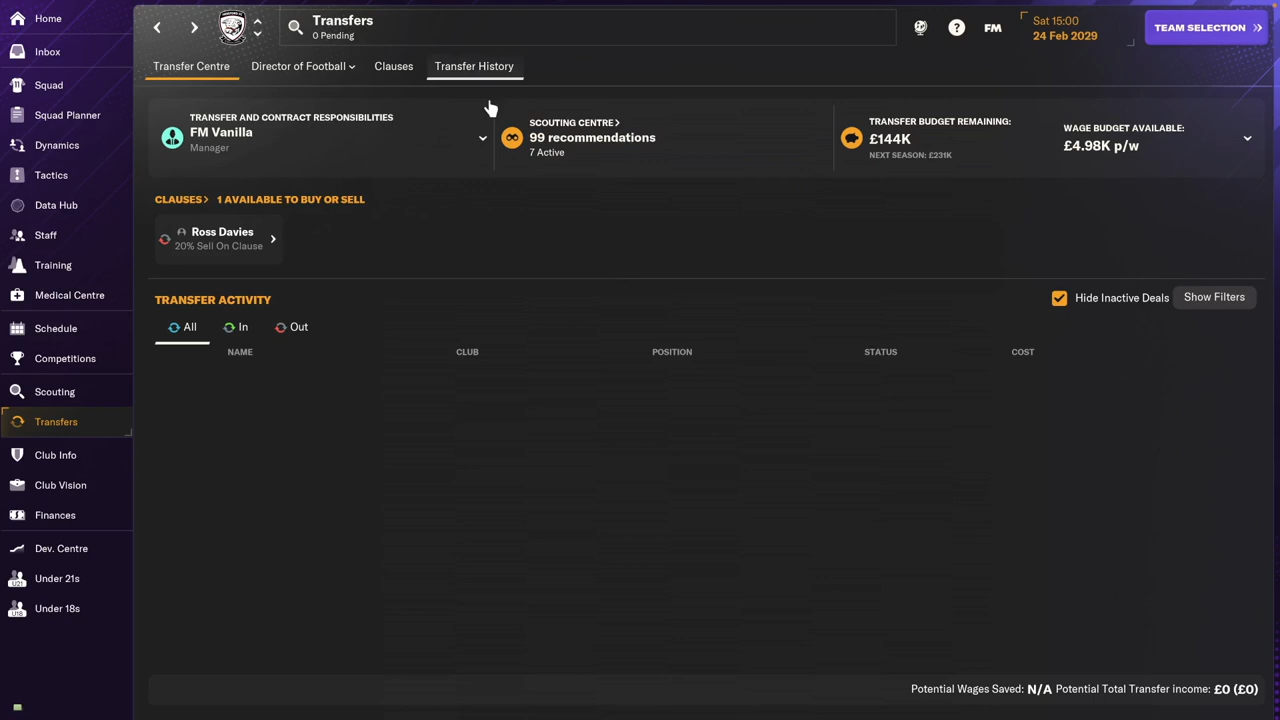 Home
Inbox
Squad
Squad Planner
Dynamics
Tactics
Data Hub
Staff
Training
Medical Centre
Schedule
Competitions
Scouting
Transfers
Club Info
Club Vision
Finances
Dev. Centre
Under 21s
Under 18s
Transfers
0 Pending
FM
Sat 15:00
24 Feb 2029
TEAM SELECTION
Transfer Centre
Director of Football
Clauses
Transfer History
TRANSFER AND CONTRACT RESPONSIBILITIES
FM Vanilla
Manager
SCOUTING CENTRE>
99 recommendations
7 Active
TRANSFER BUDGET REMAINING:
£144K
NEXT SEASON: £231K
WAGE BUDGET AVAILABLE:
£4.98K p/w
CLAUSES> 1 AVAILABLE TO BUY OR SELL
Ross Davies
20% Sell On Clause
TRANSFER ACTIVITY
Hide Inactive Deals
Show Filters
All In Out
NAME CLUB POSITION STATUS COST
Potential Wages Saved: N/A Potential Total Transfer income: £0 (£0)